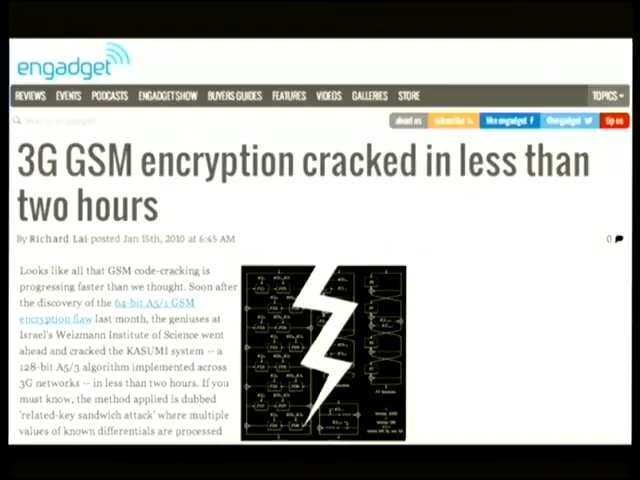 engadget
REVIEWS EVENTS PODCASTS ENGADGETSHOW BUYERS GUIDES FEATURES VIDEOS GALLERIES STORE TOPICS
about us subscribe like engadget @engadget tip us
3G GSM encryption cracked in less than
two hours
By Richard Lai posted Jan 15th, 2010 at 6:45 AM 0
Looks like all that GSM code-cracking is
progressing faster than we thought. Soon after
the discovery of the 64-bit A5/1 GSM
encryption flaw last month, the geniuses at
Israel's Weizmann Institute of Science went
ahead and cracked the KASUMI system -- a
128-bit A5/3 algorithm implemented across
3G networks -- in less than two hours. If you
must know, the method applied is dubbed
'related-key sandwich attack' where multiple
values of known differentials are processed